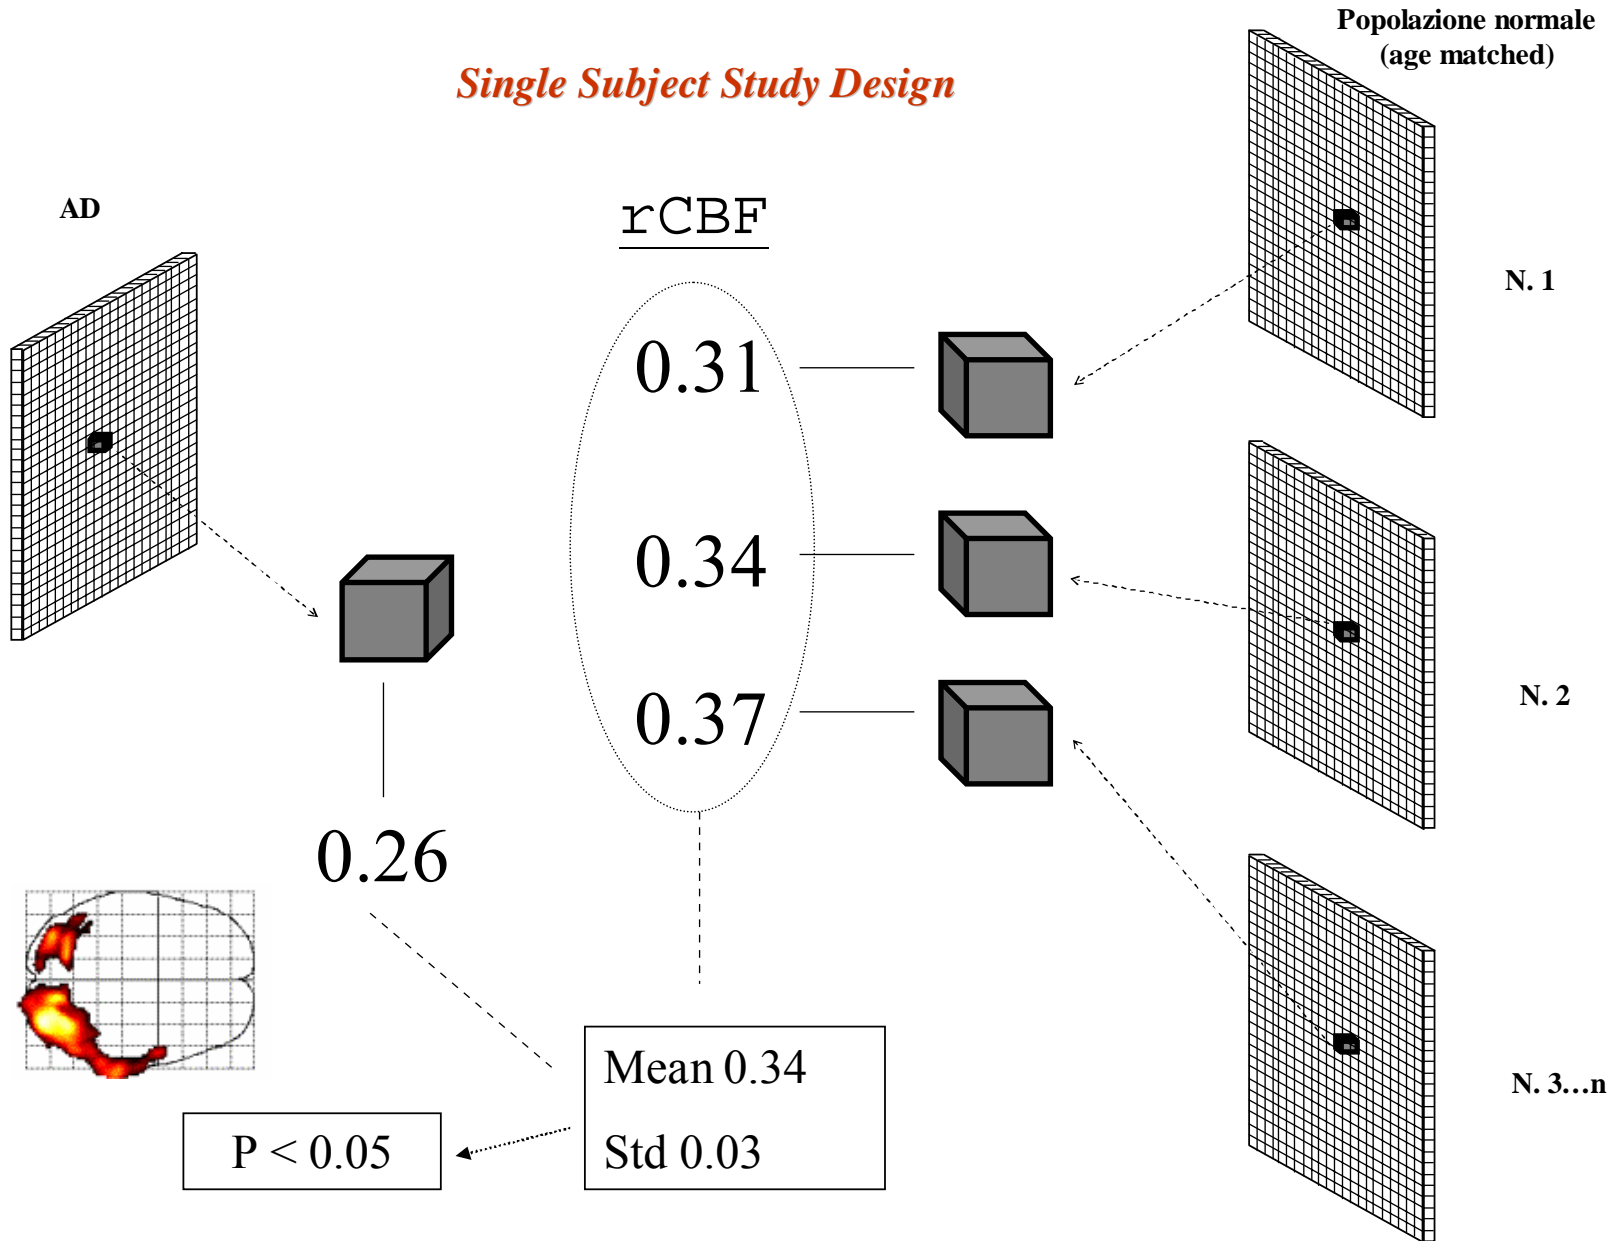 Popolazione normale
(age matched)
Single Subject Study Design
AD
rCBF
N. 1
0.31
0.34
0.37
N. 2
0.26
Mean 0.34
Std 0.03
P < 0.05
N. 3…n